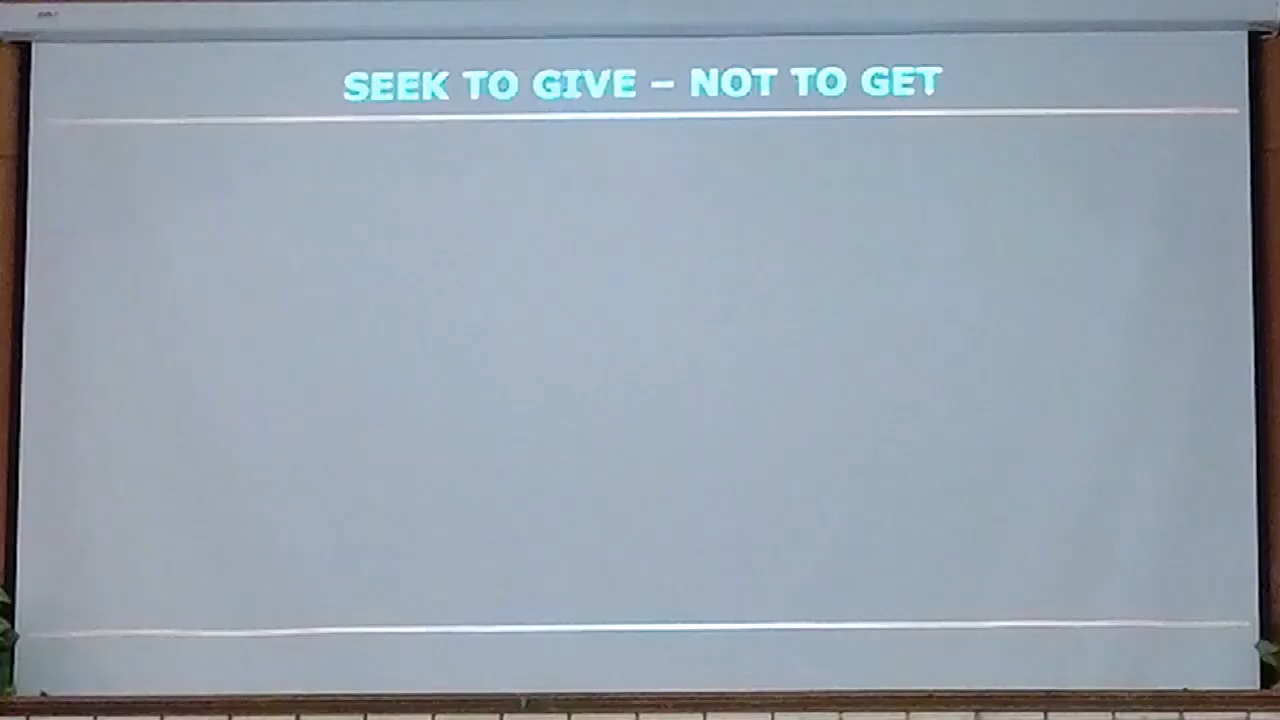 SEEK TO GIVE – NOT TO GET